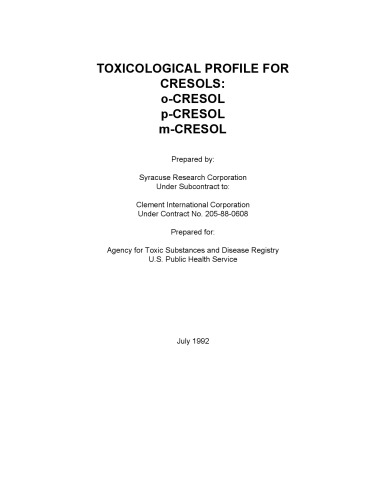 TOXICOLOGICAL PROFILE FOR
CRESOLS:
o-CRESOL
p-CRESOL
m-CRESOL
Prepared by:
Syracuse Research Corporation
Under Subcontract to:
Clement International Corporation
Under Contract No. 205-88-0608
Prepared for:
Agency for Toxic Substances and Disease Registry
U.S. Public Health Service
July 1992